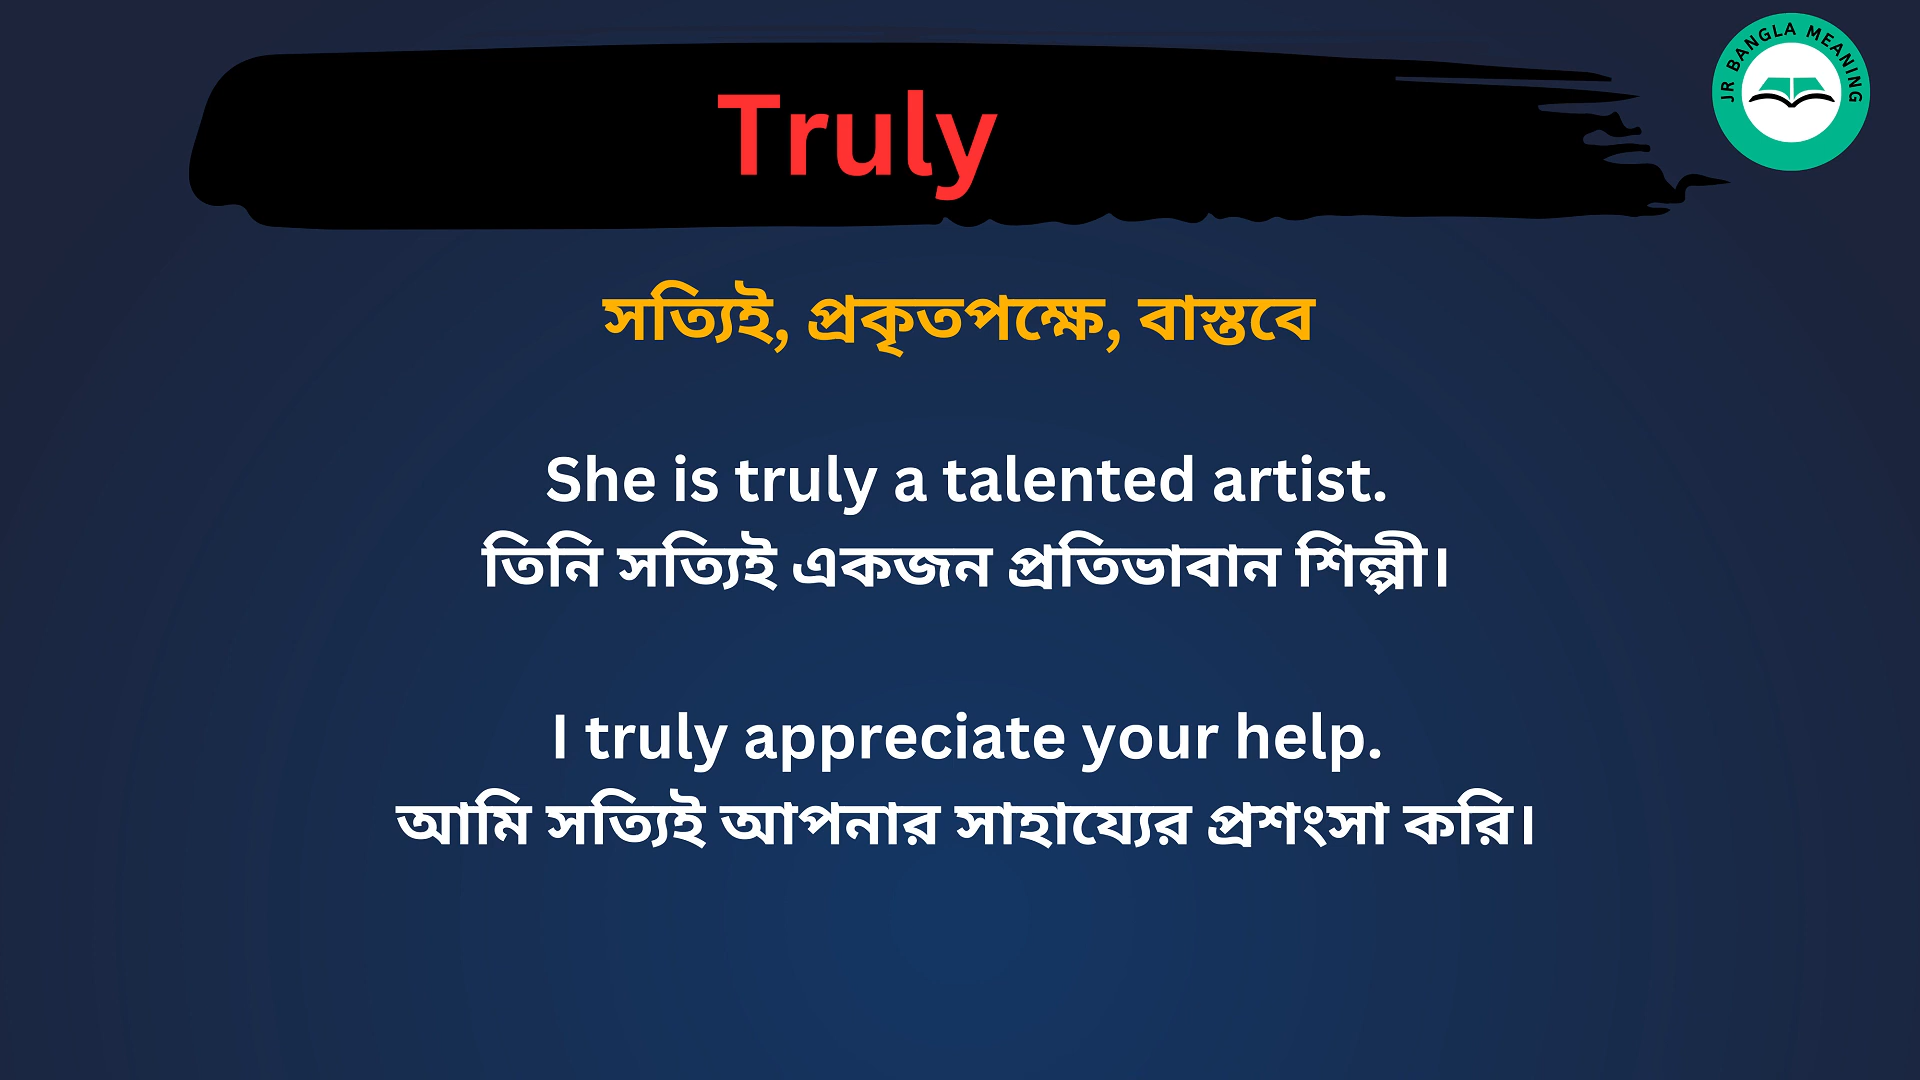 Truly
JR BANGLA MEANING
সত্যিই, প্রকৃতপক্ষে, বাস্তবে
She is truly a talented artist.
তিনি সত্যিই একজন প্রতিভাবান শিল্পী।
I truly appreciate your help.
আমি সত্যিই আপনার সাহায্যের প্রশংসা করি।